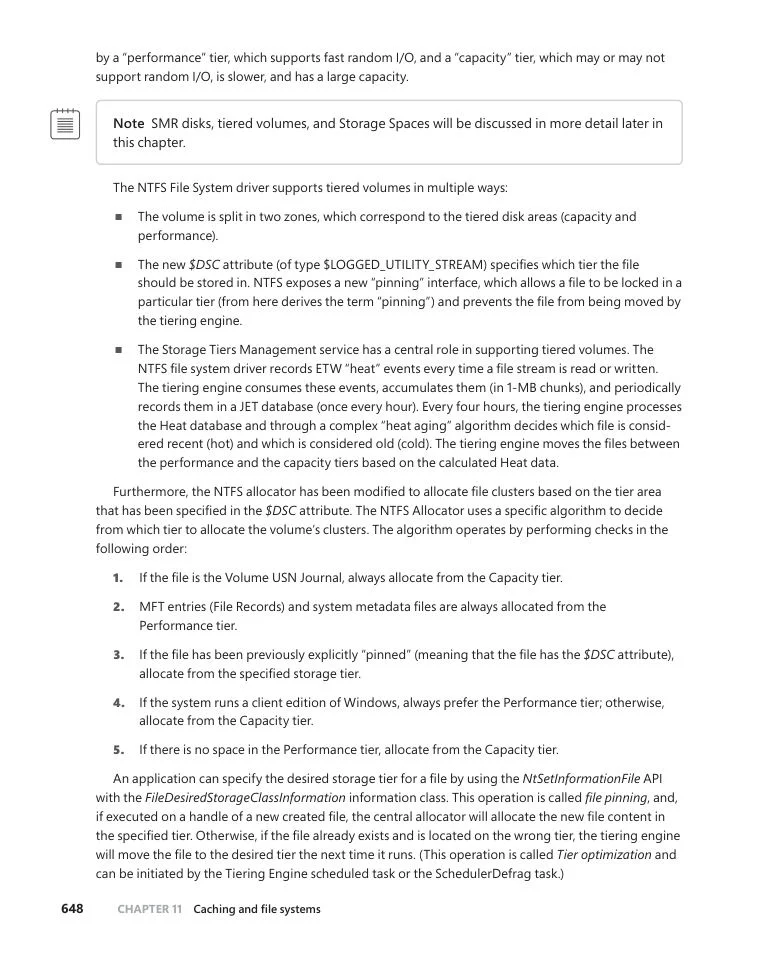 by a “performance” tier, which supports fast random I/O, and a “capacity” tier, which may or may not
support random I/O, is slower, and has a large capacity.
Note SMR disks, tiered volumes, and Storage Spaces will be discussed in more detail later in
this chapter.
The NTFS File System driver supports tiered volumes in multiple ways:
■ The volume is split in two zones, which correspond to the tiered disk areas (capacity and
performance).
■ The new $DSC attribute (of type $LOGGED_UTILITY_STREAM) specifies which tier the file
should be stored in. NTFS exposes a new “pinning” interface, which allows a file to be locked in a
particular tier (from here derives the term “pinning”) and prevents the file from being moved by
the tiering engine.
■ The Storage Tiers Management service has a central role in supporting tiered volumes. The
NTFS file system driver records ETW “heat” events every time a file stream is read or written.
The tiering engine consumes these events, accumulates them (in 1-MB chunks), and periodically
records them in a JET database (once every hour). Every four hours, the tiering engine processes
the Heat database and through a complex “heat aging” algorithm decides which file is consid-
ered recent (hot) and which is considered old (cold). The tiering engine moves the files between
the performance and the capacity tiers based on the calculated Heat data.
Furthermore, the NTFS allocator has been modified to allocate file clusters based on the tier area
that has been specified in the $DSC attribute. The NTFS Allocator uses a specific algorithm to decide
from which tier to allocate the volume’s clusters. The algorithm operates by performing checks in the
following order:
1. If the file is the Volume USN Journal, always allocate from the Capacity tier.
2. MFT entries (File Records) and system metadata files are always allocated from the
Performance tier.
3. If the file has been previously explicitly “pinned” (meaning that the file has the $DSC attribute),
allocate from the specified storage tier.
4. If the system runs a client edition of Windows, always prefer the Performance tier; otherwise,
allocate from the Capacity tier.
5. If there is no space in the Performance tier, allocate from the Capacity tier.
An application can specify the desired storage tier for a file by using the NtSetInformationFile API
with the FileDesiredStorageClassInformation information class. This operation is called file pinning, and,
if executed on a handle of a new created file, the central allocator will allocate the new file content in
the specified tier. Otherwise, if the file already exists and is located on the wrong tier, the tiering engine
will move the file to the desired tier the next time it runs. (This operation is called Tier optimization and
can be initiated by the Tiering Engine scheduled task or the SchedulerDefrag task.)
648 CHAPTER 11 Caching and file systems